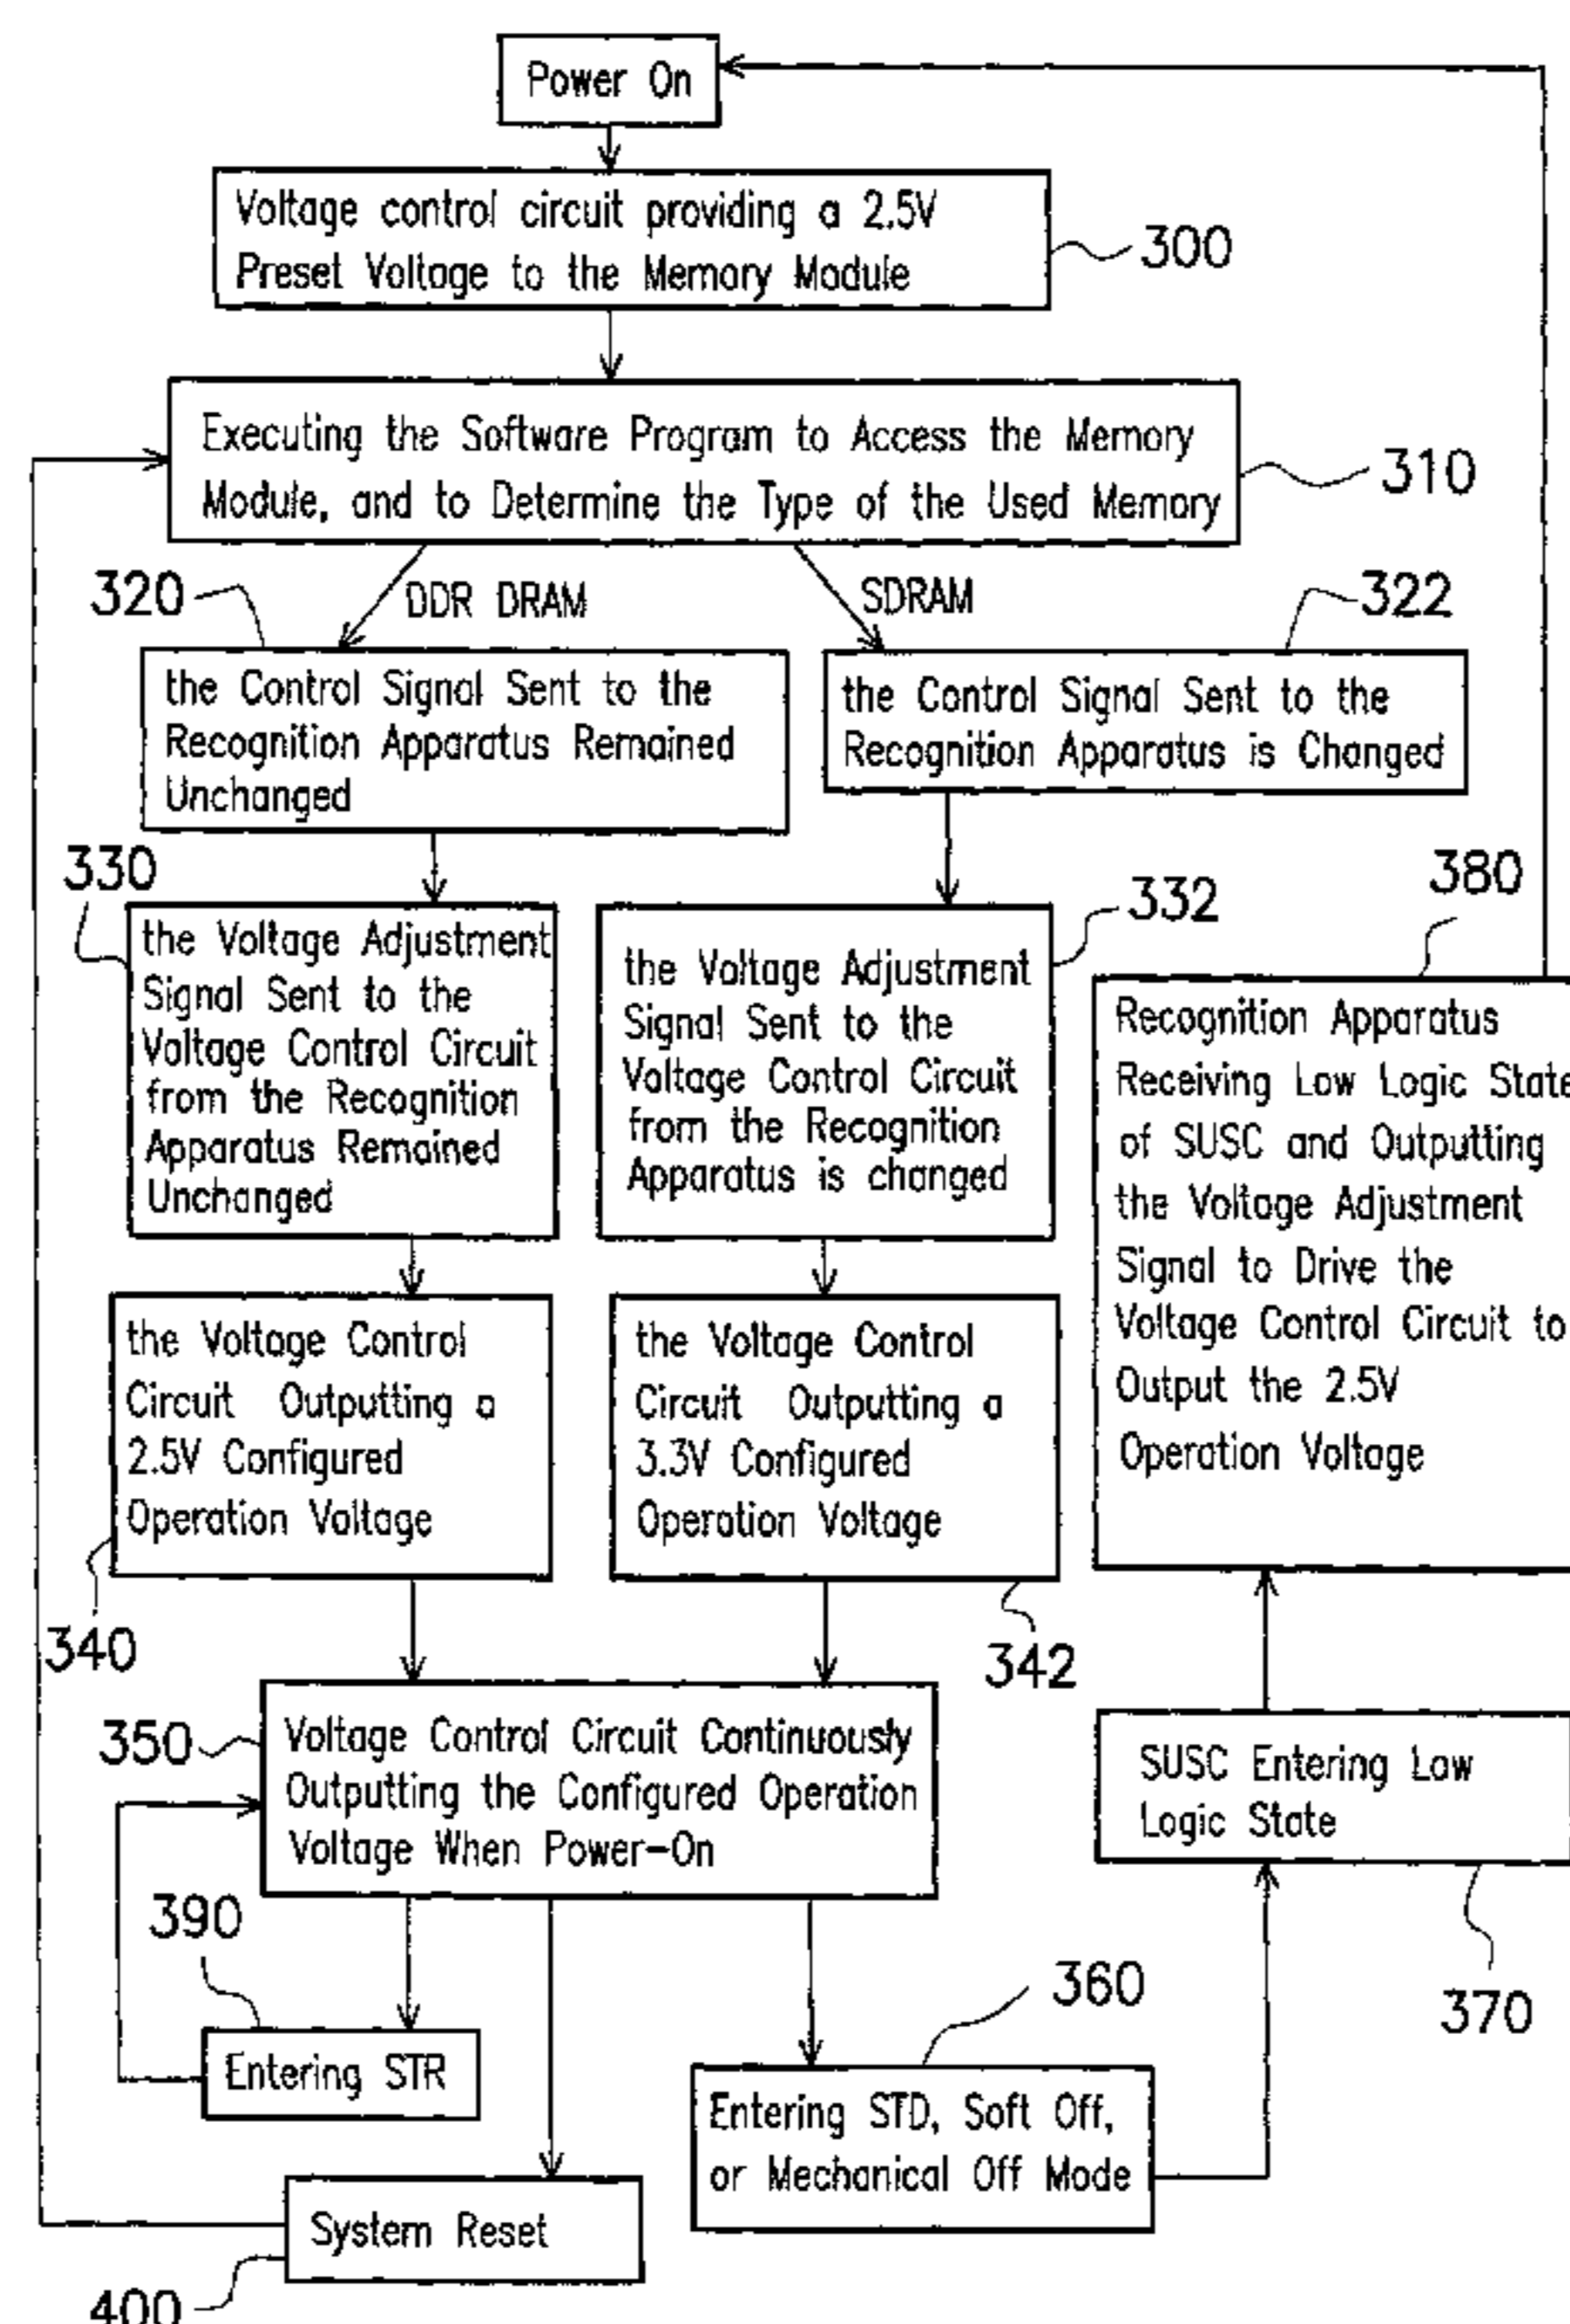 Power On
Voltage control circuit providing a 2.5V
Preset Voltage to the Memory Module
300
Executing the Software Program to Access the Memory
Module, and to Determine the Type of the Used Memory
310
320
DDR DRAM
SDRAM
322
the Control Signal Sent to the
Recognition Apparatus Remained
Unchanged
the Control Signal Sent to the
Recognition Apparatus is Changed
330
the Voltage Adjustment
Signal Sent to the
Voltage Control Circuit
from the Recognition
Apparatus Remained
Unchanged
332
the Voltage Adjustment
Signal Sent to the
Voltage Control Circuit
from the Recognition
Apparatus is changed
380
Recognition Apparatus
Receiving Low Logic State
of SUSC and Outputting
the Voltage Adjustment
Signal to Drive the
Voltage Control Circuit to
Output the 2.5V
Operation Voltage
the Voltage Control
Circuit Outputting a
2.5V Configured
Operation Voltage
340
the Voltage Control
Circuit Outputting a
3.3V Configured
Operation Voltage
342
350
Voltage Control Circuit Continuously
Outputting the Configured Operation
Voltage When Power-On
SUSC Entering Low
Logic State
370
390
Entering STR
360
Entering STD, Soft Off,
or Mechanical Off Mode
System Reset
400